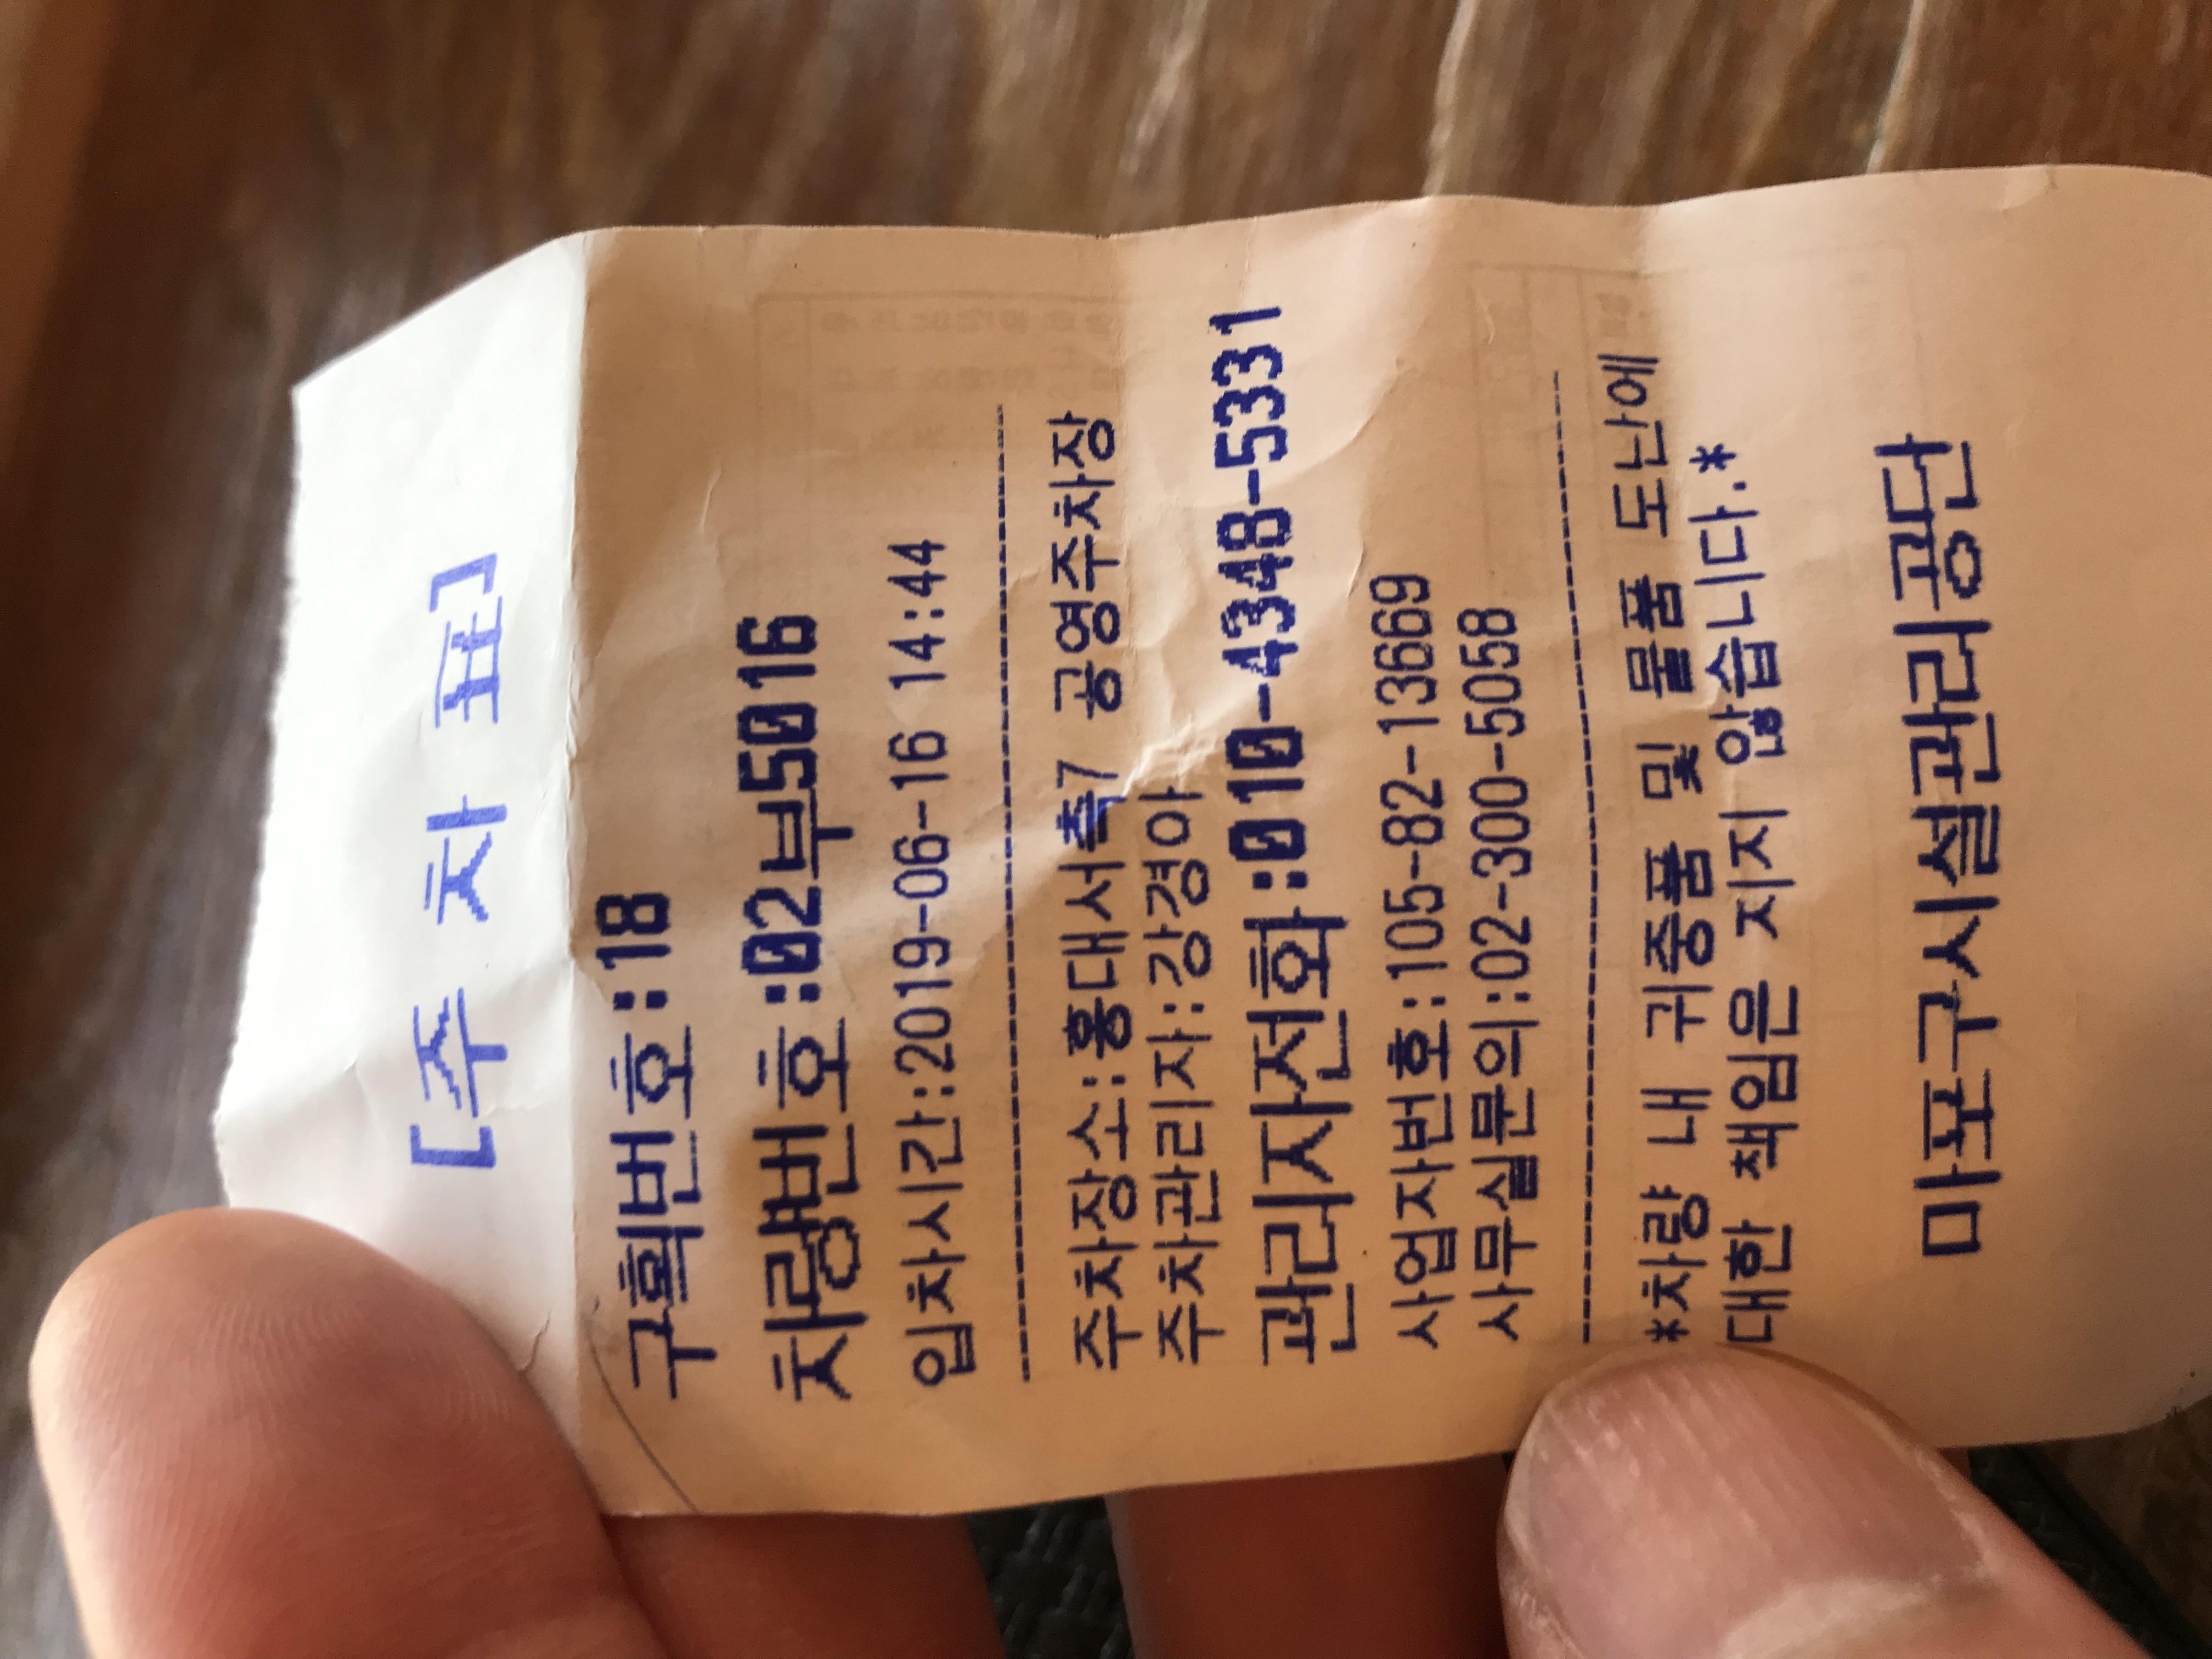 [주 차 표]
구획번호:18
차량번호:02부5016
입차시간:2019-06-16 14:44
주차장소:홍대서측7 공영주차장
주차관리자:강경아
관리자전화:010-4348-5331
사업자번호:105-82-13669
사무실문의:02-300-5058
*차량 내 귀중품 및 물품 도난에
대한 책임은 지지 않습니다.*
마포구시설관리공단